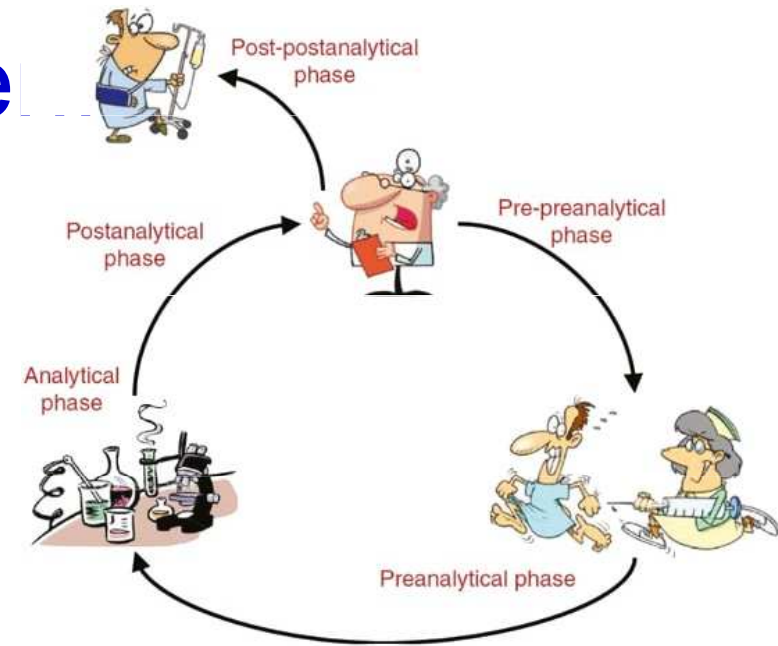 Post-postanalytical
phase
Pre-preanalytical
phase
Postanalytical
phase
Analytical
phase
Preanalytical phase